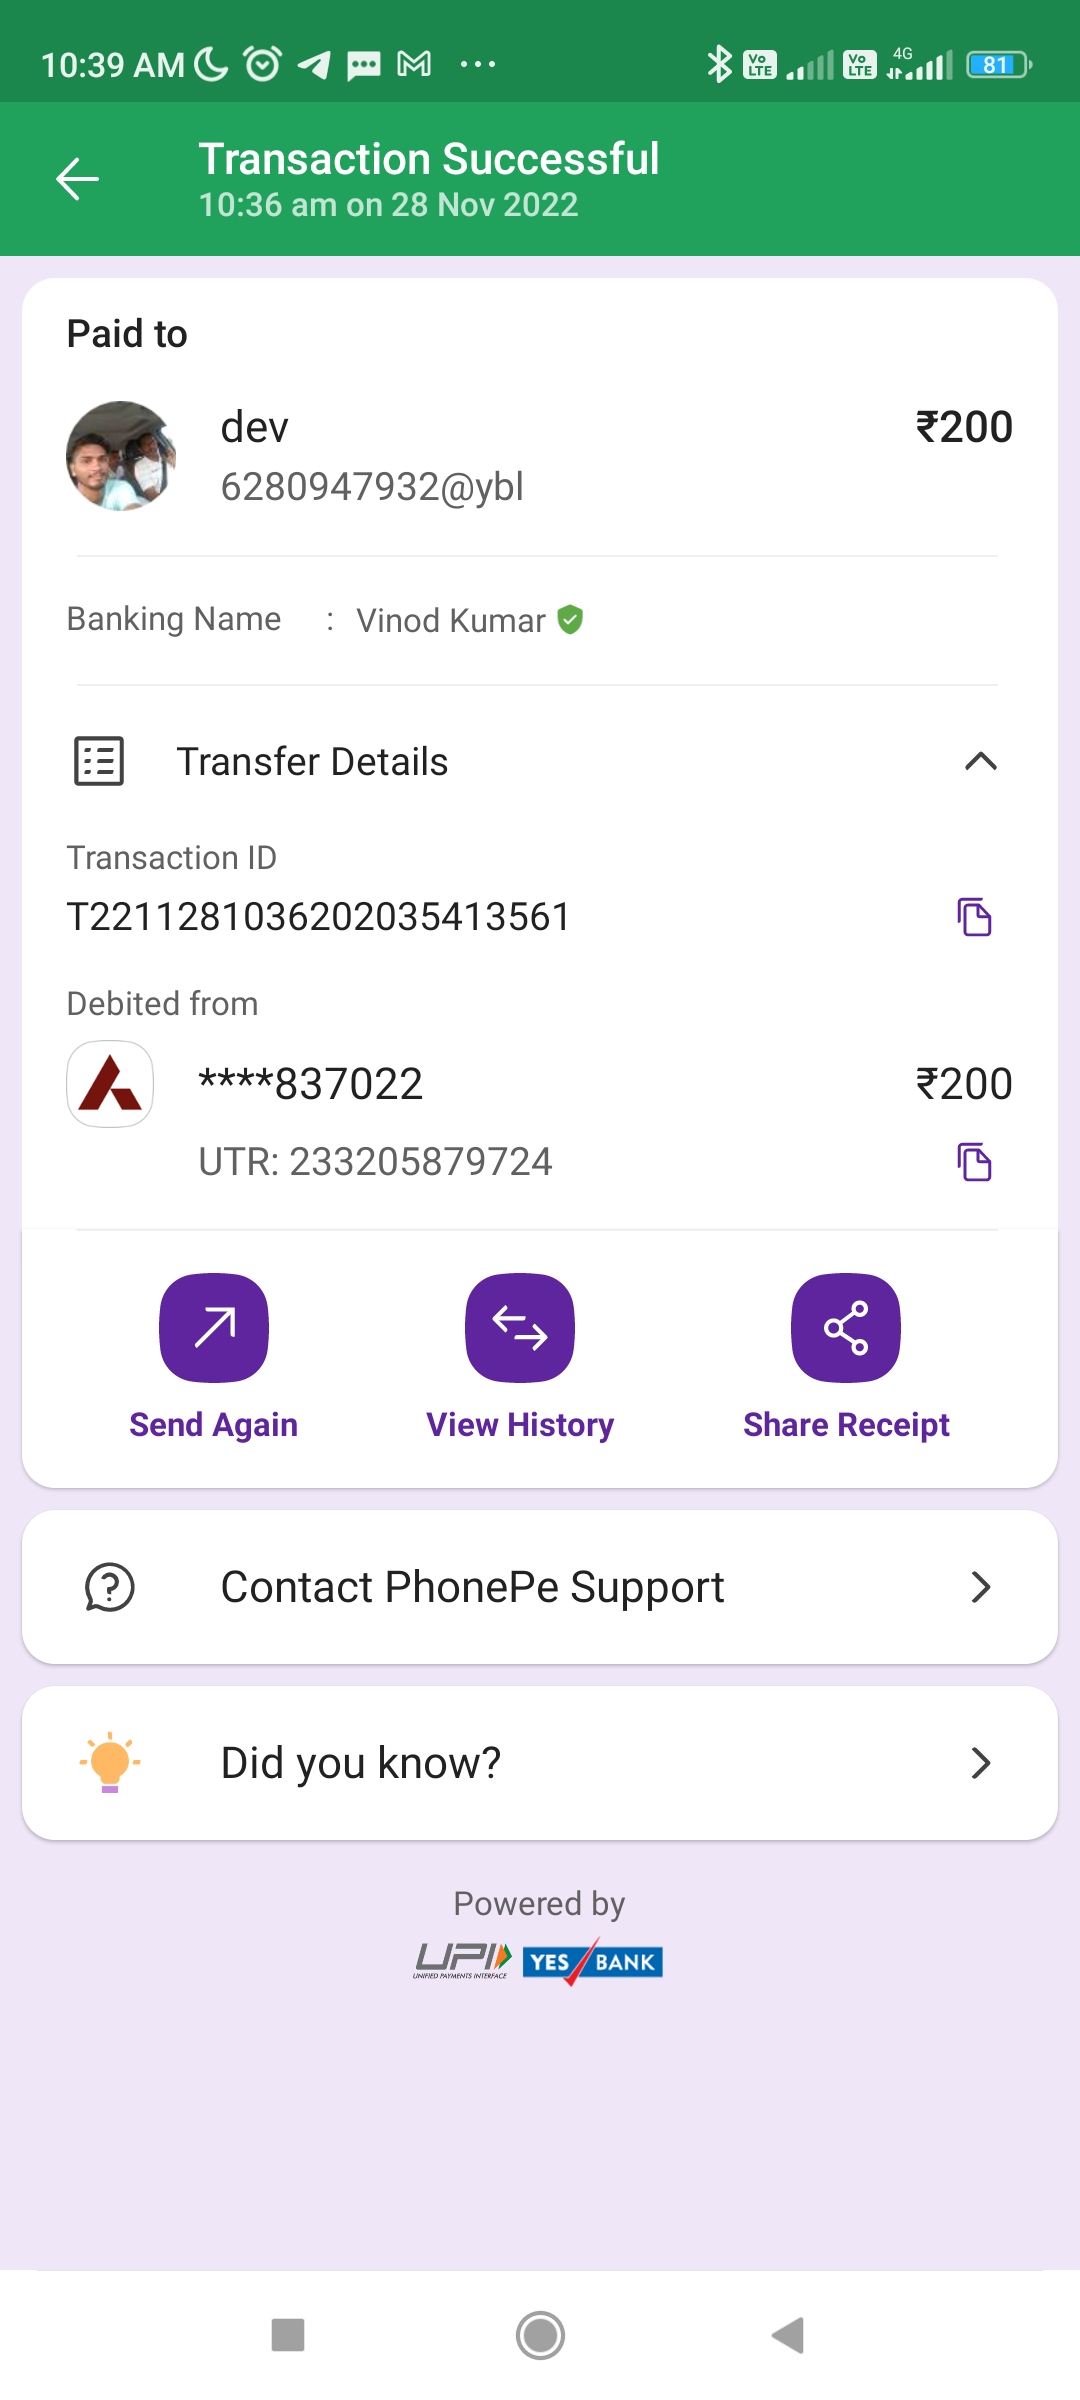 10:39 AM
Vo LTE Vo LTE 4G 81
Transaction Successful
10:36 am on 28 Nov 2022
Paid to
dev ₹200
6280947932@ybl
Banking Name : Vinod Kumar
Transfer Details
Transaction ID
T2211281036202035413561
Debited from
****837022 ₹200
UTR: 233205879724
Send Again View History Share Receipt
Contact PhonePe Support
Did you know?
Powered by
UPI YES BANK
UNIFIED PAYMENTS INTERFACE